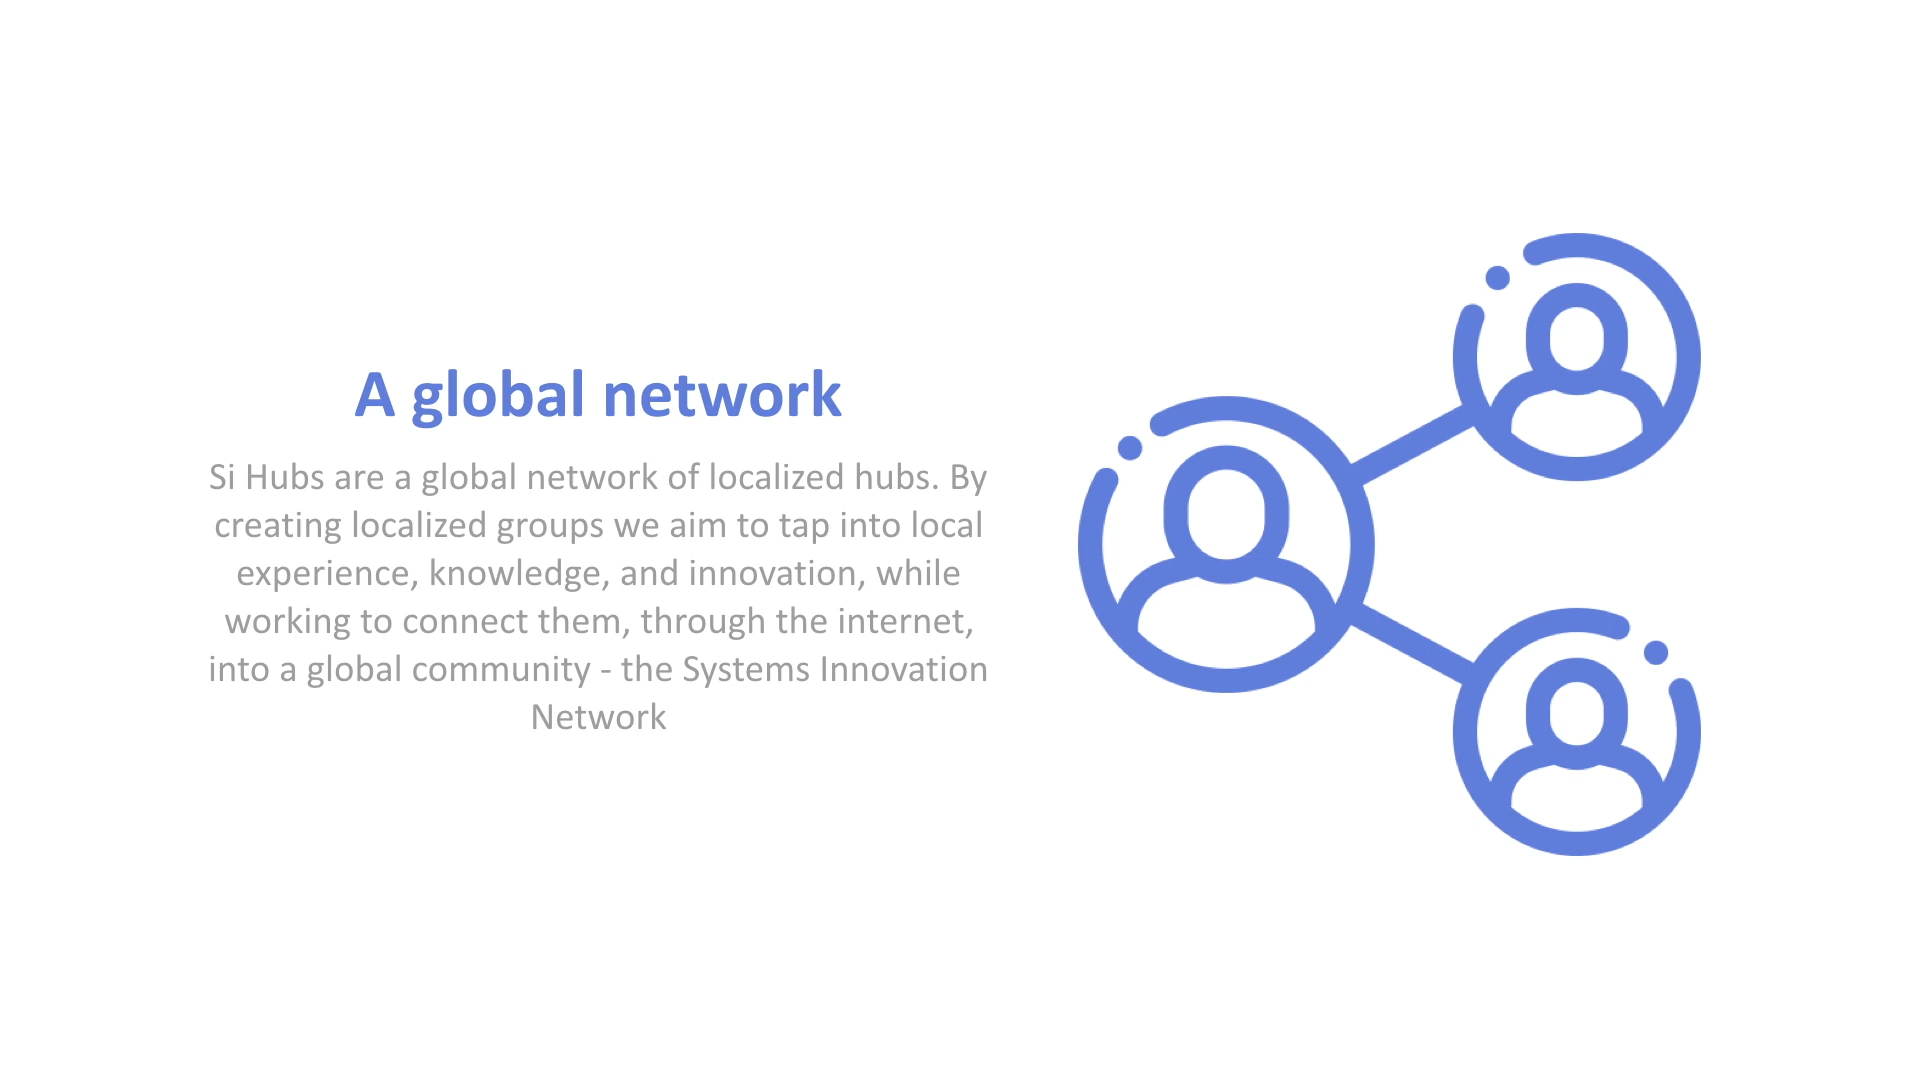 A global network
Si Hubs are a global network of localized hubs. By
creating localized groups we aim to tap into local
experience, knowledge, and innovation, while
working to connect them, through the internet,
into a global community - the Systems Innovation
Network